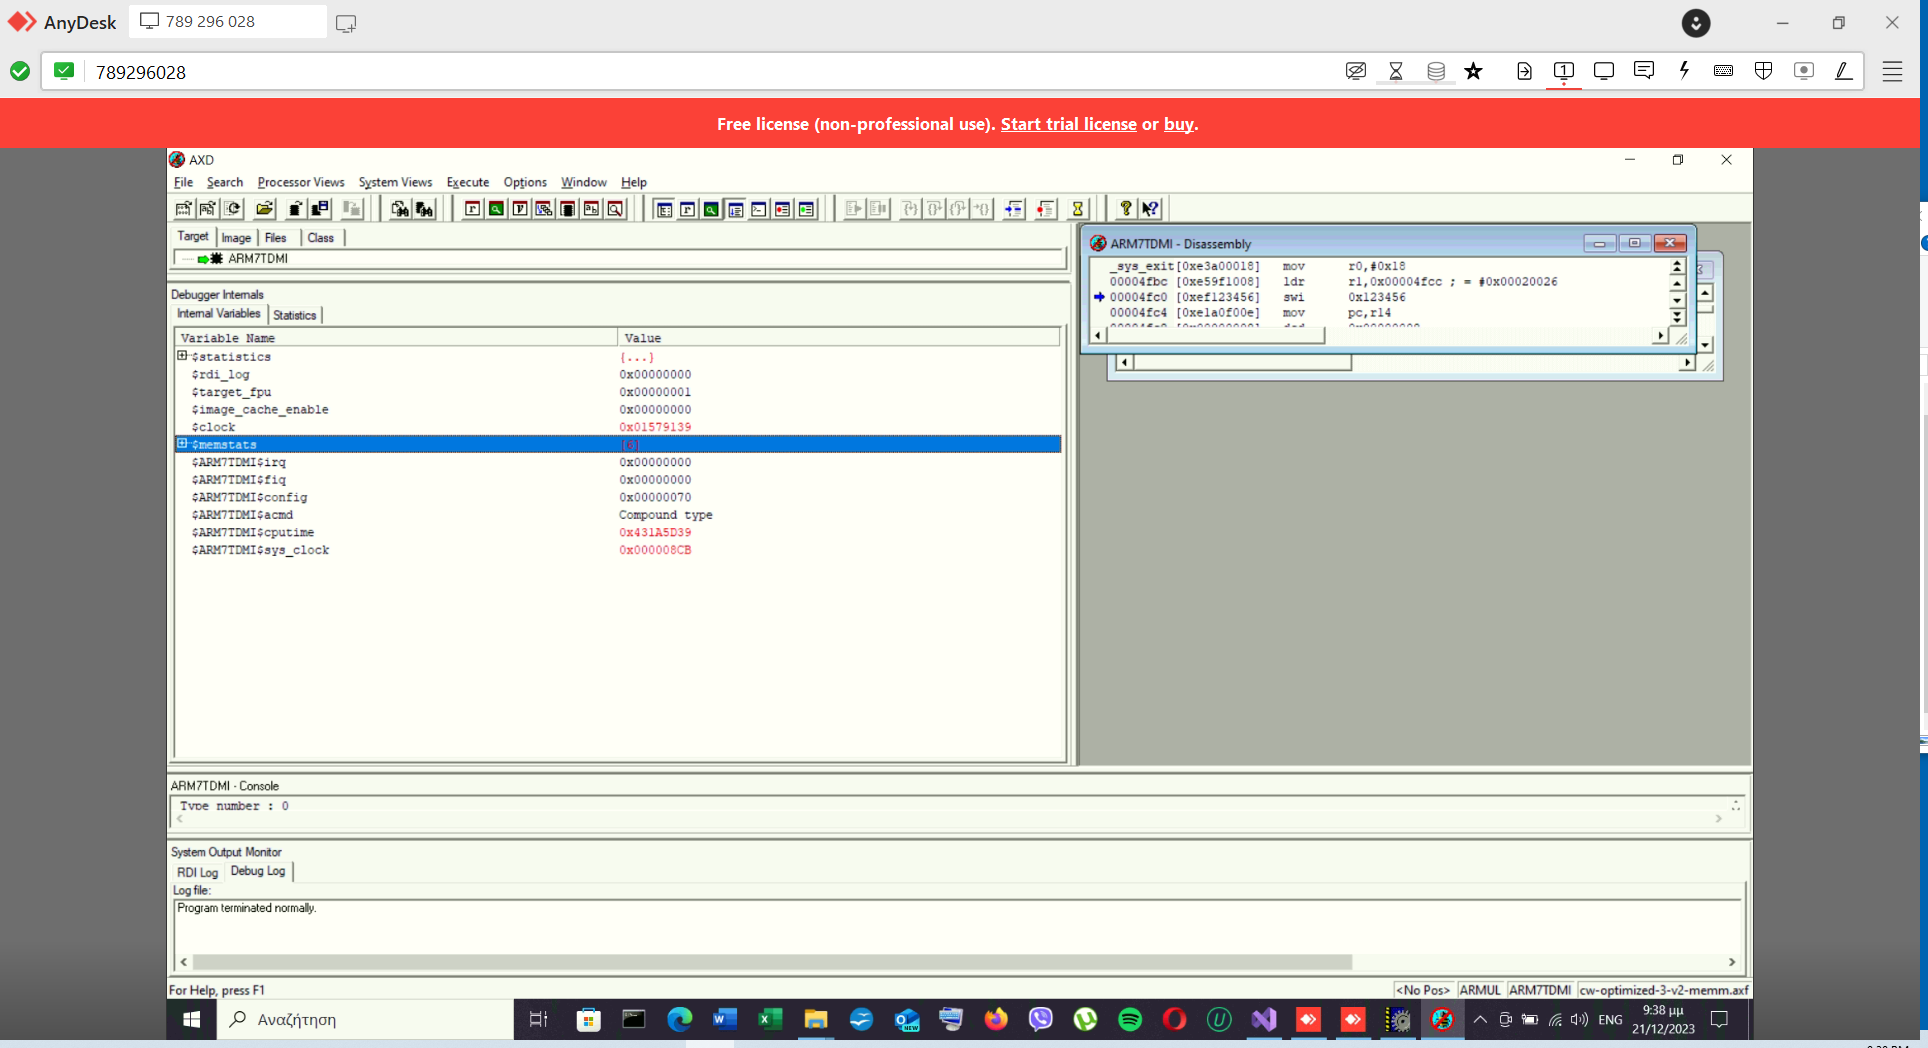 AnyDesk
789 296 028
789296028
Free license (non-professional use). Start trial license or buy.
AXD
File Search Processor Views System Views Execute Options Window Help
Target Image Files Class
ARM7TDMI
Debugger Internals
Internal Variables Statistics
Variable Name Value
$statistics {...}
$rdi_log 0x00000000
$target_fpu 0x00000001
$image_cache_enable 0x00000000
$clock 0x01579139
$memstats [6]
$ARM7TDMI$irq 0x00000000
$ARM7TDMI$fiq 0x00000000
$ARM7TDMI$config 0x00000070
$ARM7TDMI$acmd Compound type
$ARM7TDMI$cputime 0x431A5D39
$ARM7TDMI$sys_clock 0x000008CB
ARM7TDMI - Disassembly
_sys_exit[0xe3a00018] mov r0,#0x18
00004fbc [0xe59f1008] ldr r1,0x00004fcc ; = #0x00020026
00004fc0 [0xef123456] swi 0x123456
00004fc4 [0xe1a0f00e] mov pc,r14
ARM7TDMI - Console
Type number : 0
System Output Monitor
RDI Log Debug Log
Log file:
Program terminated normally.
For Help, press F1
<No Pos> ARMUL ARM7TDMI cw-optimized-3-v2-memm.axf
Αναζήτηση
ENG
9:38 μμ
21/12/2023